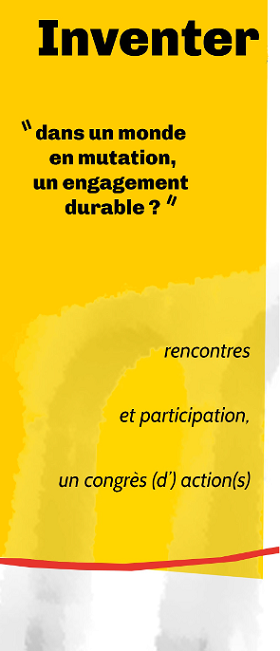 Inventer
" dans un monde
en mutation,
un engagement
durable ? "
rencontres
et participation,
un congrès (d') action(s)